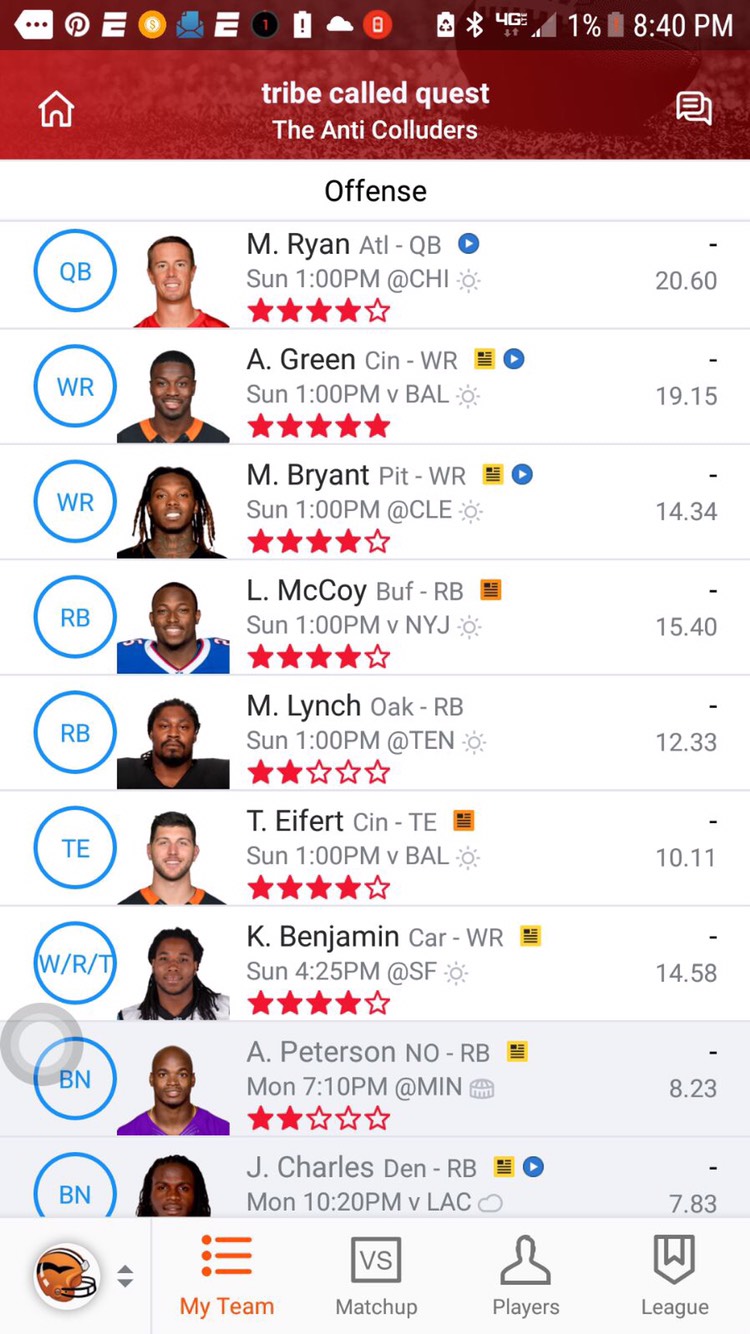 1 4G 1% 8:40 PM
tribe called quest
The Anti Colluders
Offense
QB M. Ryan Atl - QB -
Sun 1:00PM @CHI 20.60
WR A. Green Cin - WR -
Sun 1:00PM v BAL 19.15
WR M. Bryant Pit - WR -
Sun 1:00PM @CLE 14.34
RB L. McCoy Buf - RB -
Sun 1:00PM v NYJ 15.40
RB M. Lynch Oak - RB -
Sun 1:00PM @TEN 12.33
TE T. Eifert Cin - TE -
Sun 1:00PM v BAL 10.11
W/R/T K. Benjamin Car - WR -
Sun 4:25PM @SF 14.58
BN A. Peterson NO - RB -
Mon 7:10PM @MIN 8.23
BN J. Charles Den - RB -
Mon 10:20PM v LAC 7.83
VS
My Team Matchup Players League